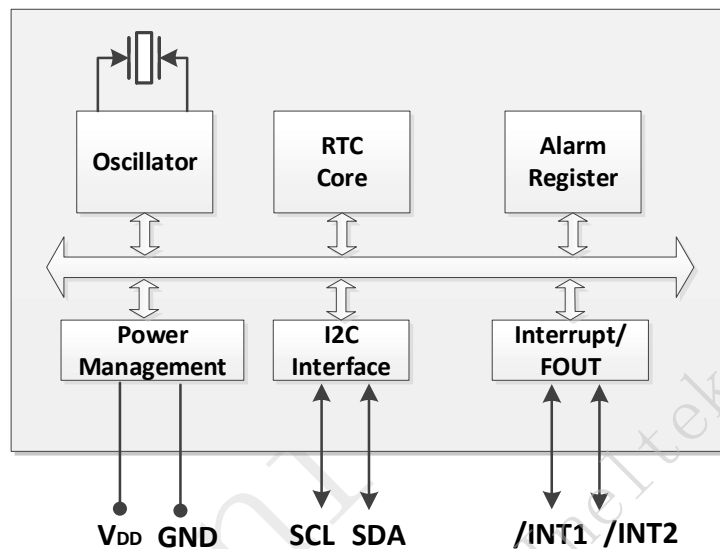 Oscillator
RTC
Core
Alarm
Register
Power
Management
I2C
Interface
Interrupt/
FOUT
VDD GND SCL SDA /INT1 /INT2